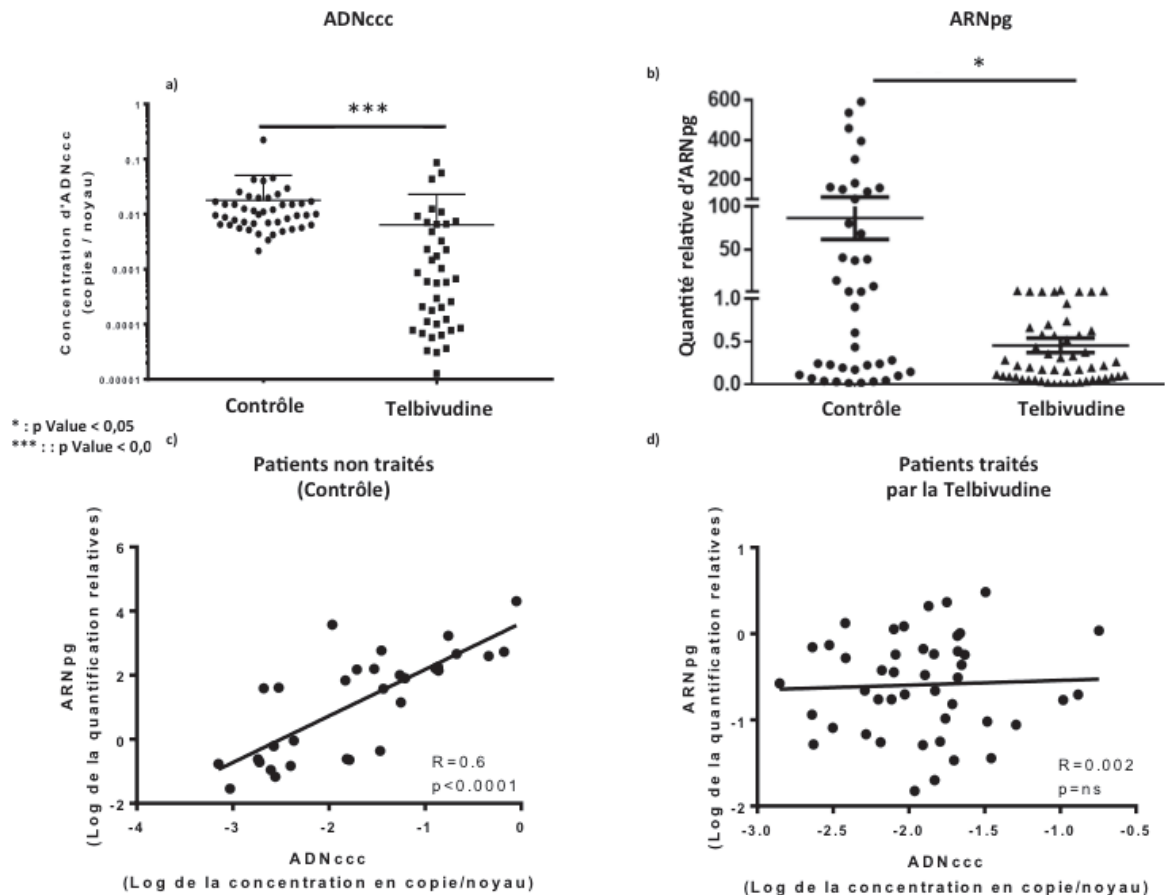 ADNccc
ARNpg
a)
***
Concentration d'ADNccc
(copies / noyau)
1
0.1
0.01
0.001
0.0001
0.00001
Contrôle
Telbivudine
b)
*
Quantité relative d'ARNpg
600
400
200
100
50
1.0
0.5
0.0
Contrôle
Telbivudine
* : p Value < 0,05
*** : : p Value < 0,0
c)
Patients non traités
(Contrôle)
ARNpg
(Log de la quantification relatives)
6
4
2
0
-2
R=0.6
p<0.0001
-4
-3
-2
-1
0
ADNccc
(Log de la concentration en copie/noyau)
d)
Patients traités
par la Telbivudine
ARNpg
(Log de la quantification relatives)
1
0
-1
-2
R=0.002
p=ns
-3.0
-2.5
-2.0
-1.5
-1.0
-0.5
ADNccc
(Log de la concentration en copie/noyau)